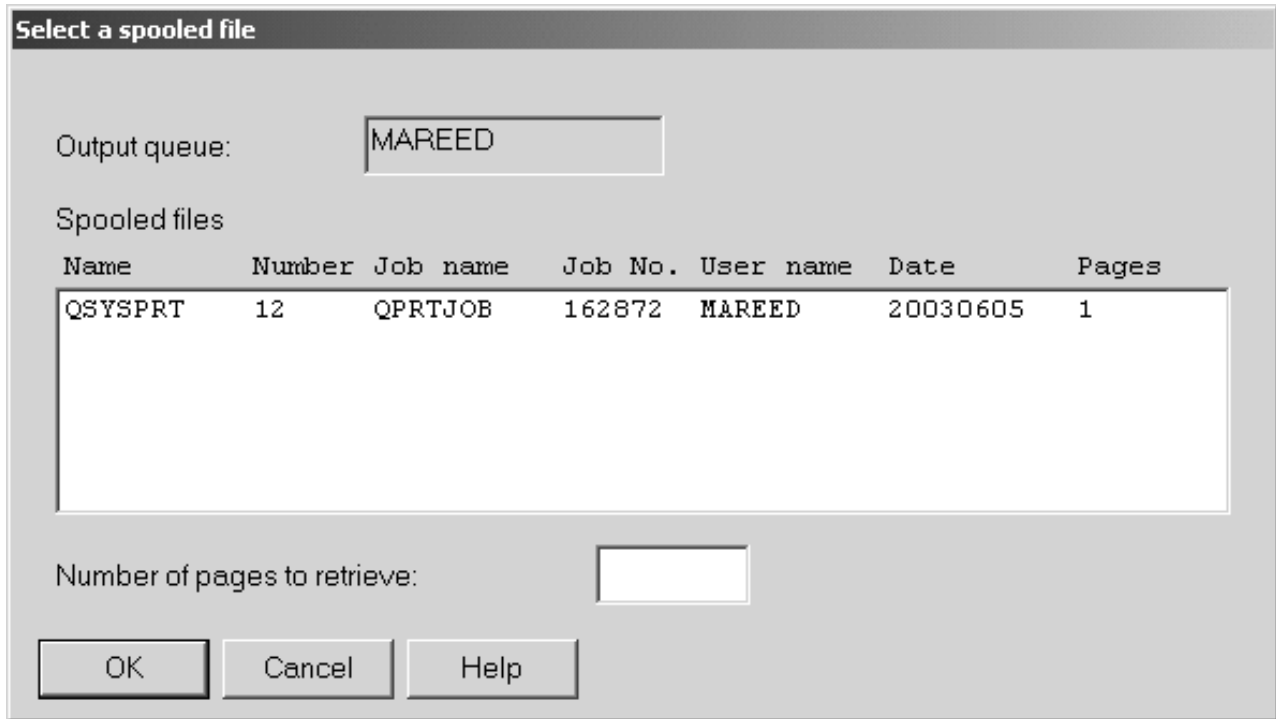 Select a spooled file
Output queue: MAREED
Spooled files
Name Number Job name Job No. User name Date Pages
QSYSPRT 12 QPRTJOB 162872 MAREED 20030605 1
Number of pages to retrieve:
OK Cancel Help